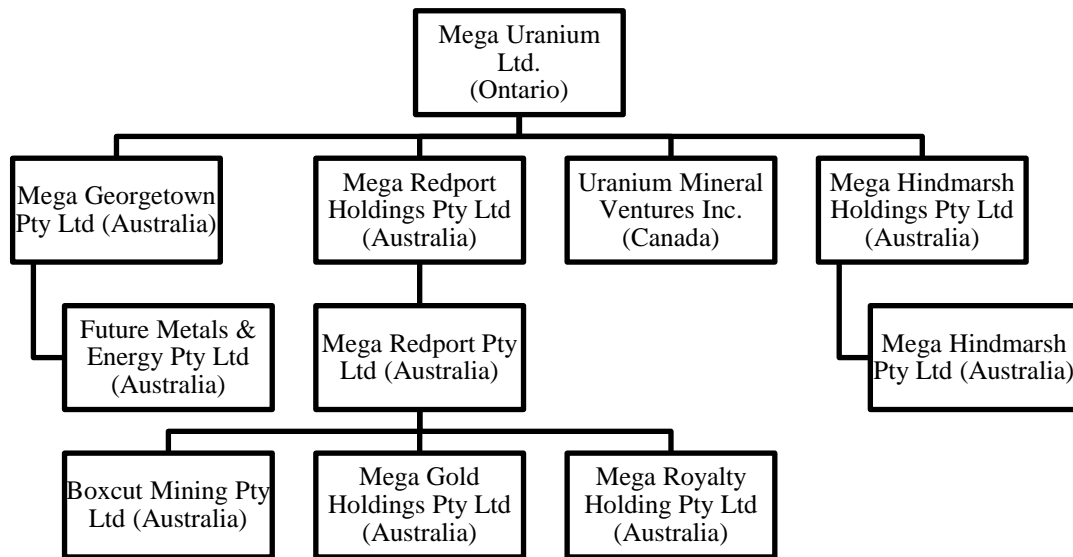 Mega Uranium
Ltd.
(Ontario)
Mega Georgetown
Pty Ltd (Australia)
Mega Redport
Holdings Pty Ltd
(Australia)
Uranium Mineral
Ventures Inc.
(Canada)
Mega Hindmarsh
Holdings Pty Ltd
(Australia)
Future Metals &
Energy Pty Ltd
(Australia)
Mega Redport Pty
Ltd (Australia)
Mega Hindmarsh
Pty Ltd (Australia)
Boxcut Mining Pty
Ltd (Australia)
Mega Gold
Holdings Pty Ltd
(Australia)
Mega Royalty
Holding Pty Ltd
(Australia)